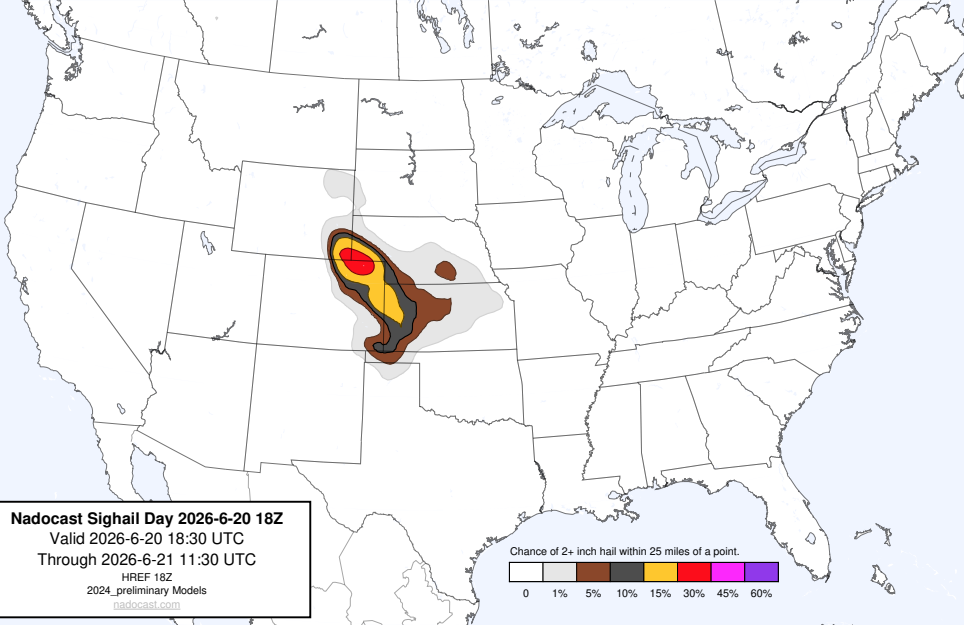 Nadocast Sighail Day 2026-6-20 18Z
Valid 2026-6-20 18:30 UTC
Through 2026-6-21 11:30 UTC
HREF 18Z
2024_preliminary Models
nadocast.com
Chance of 2+ inch hail within 25 miles of a point.
0 1% 5% 10% 15% 30% 45% 60%